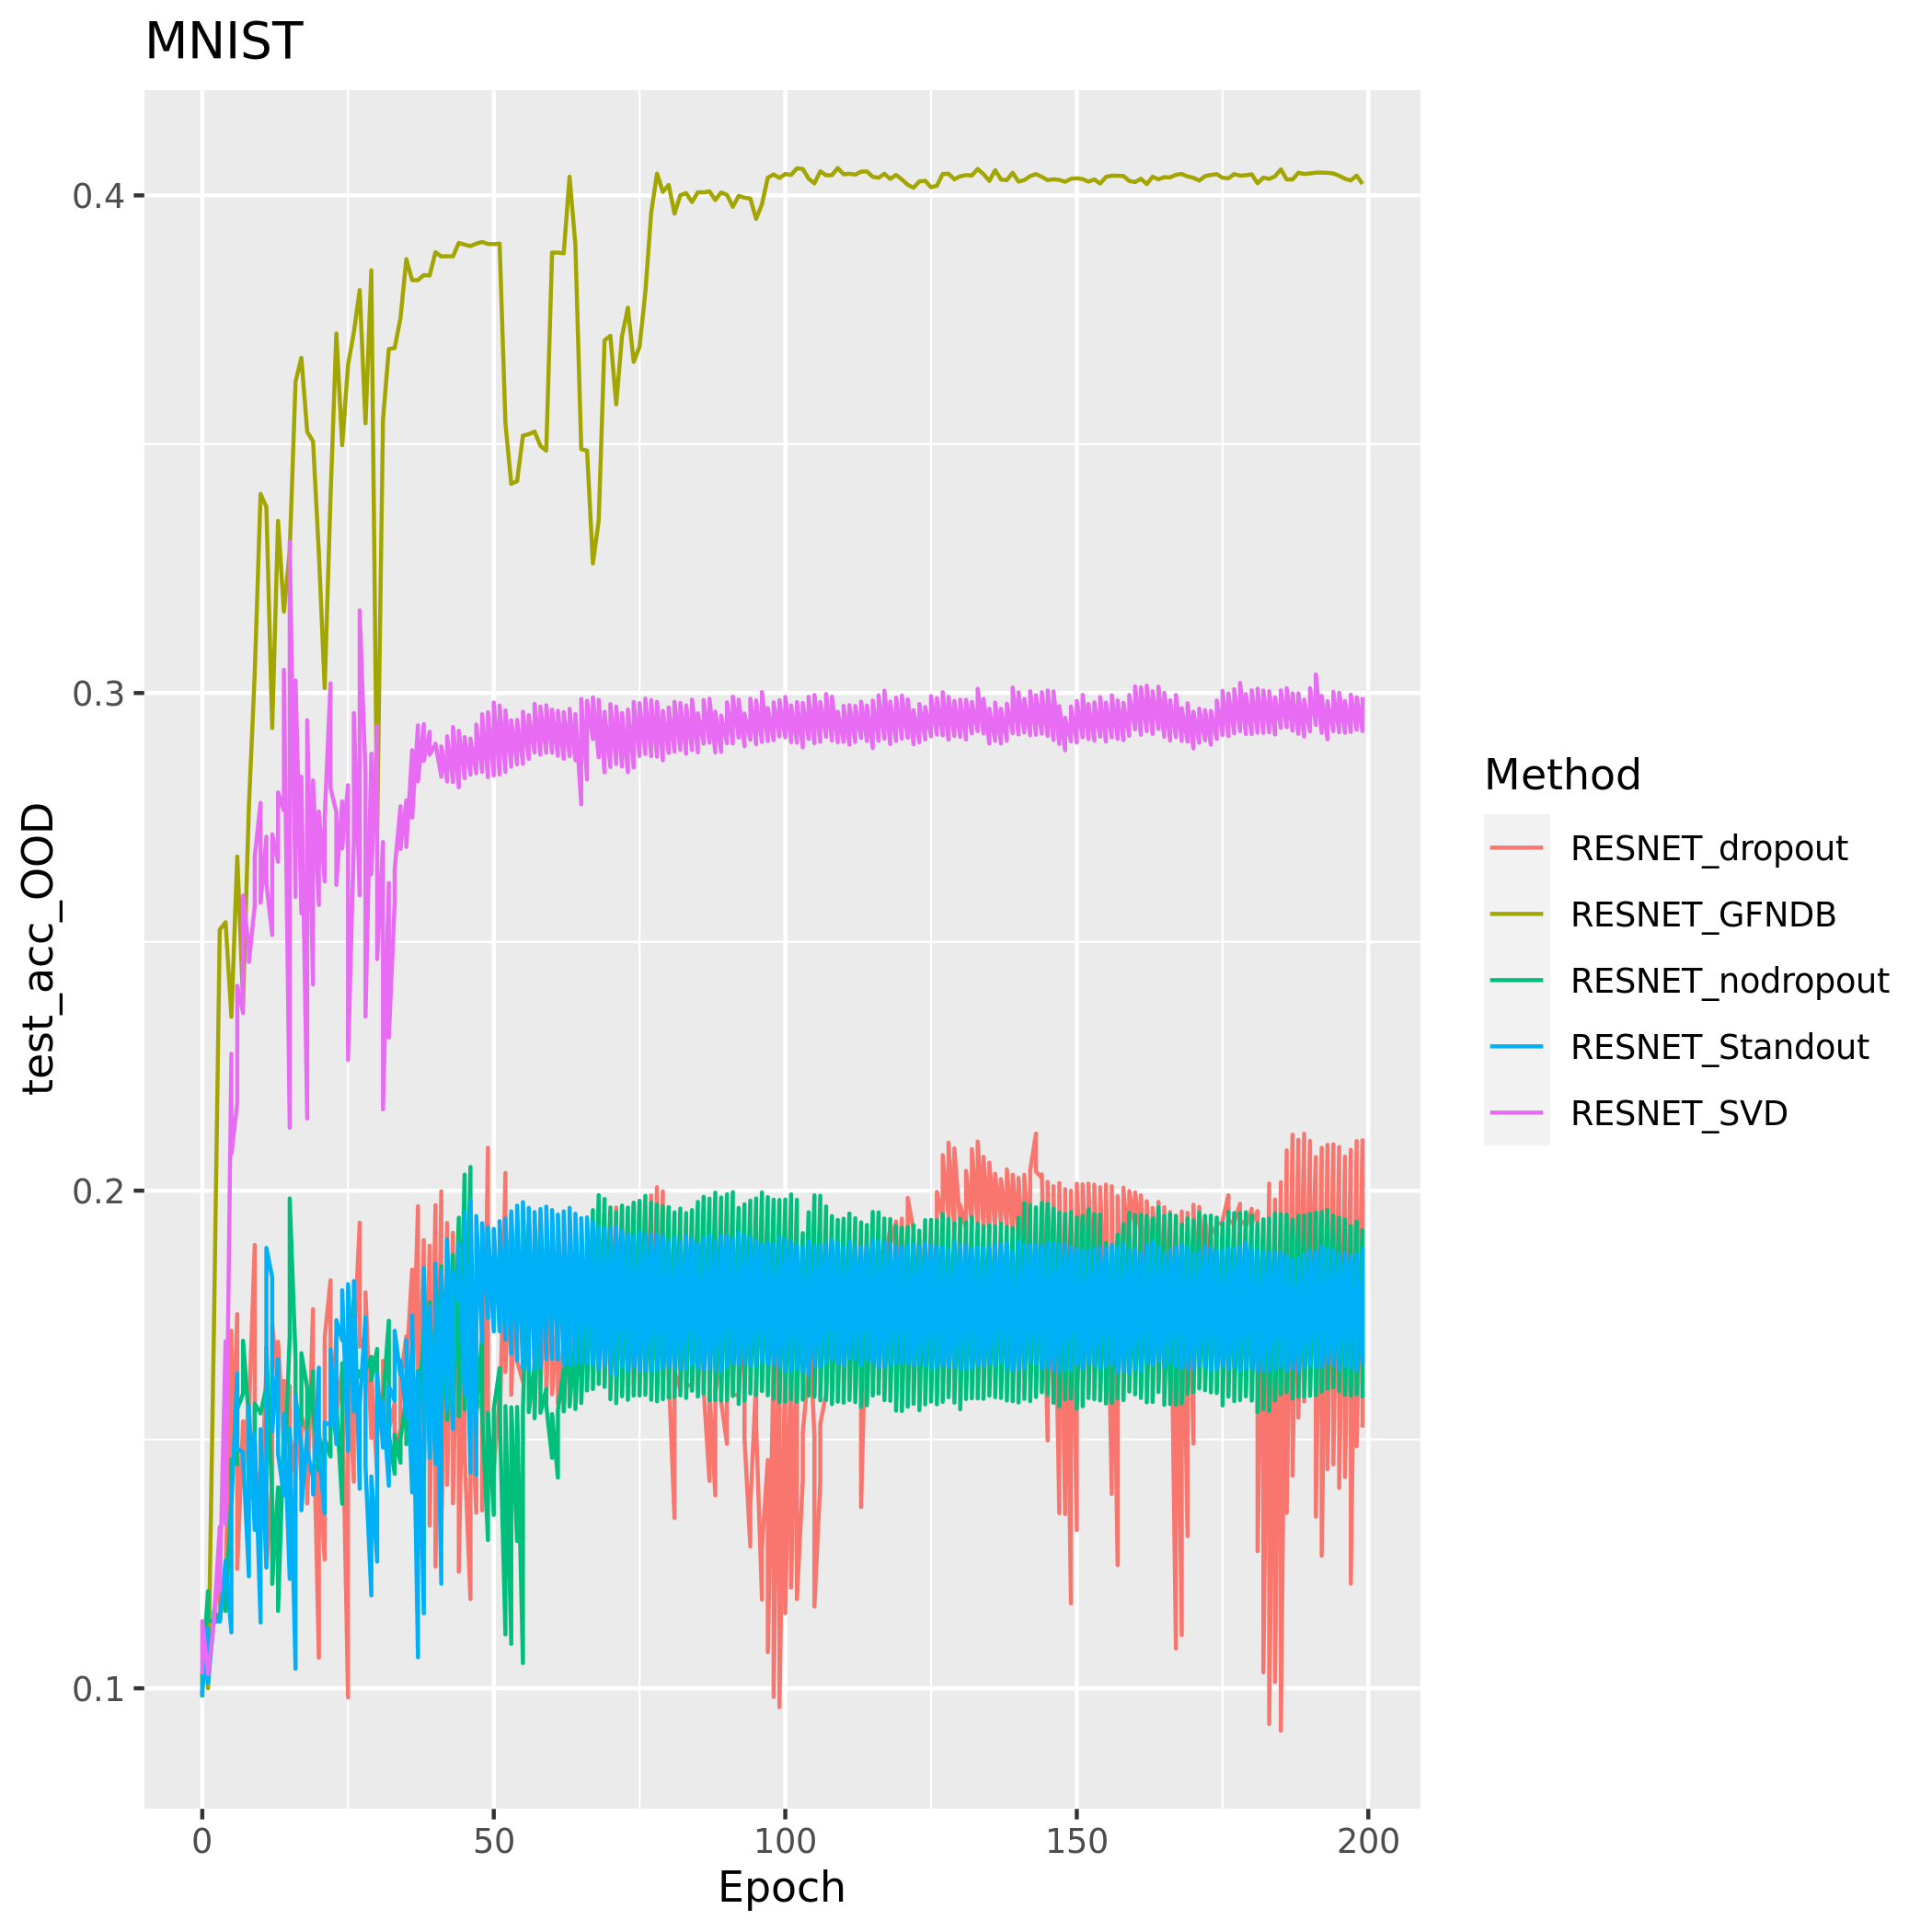 MNIST
0.4
0.3
0.2
0.1
test_acc_OOD
0 50 100 150 200
Epoch
Method
RESNET_dropout
RESNET_GFNDB
RESNET_nodropout
RESNET_Standout
RESNET_SVD